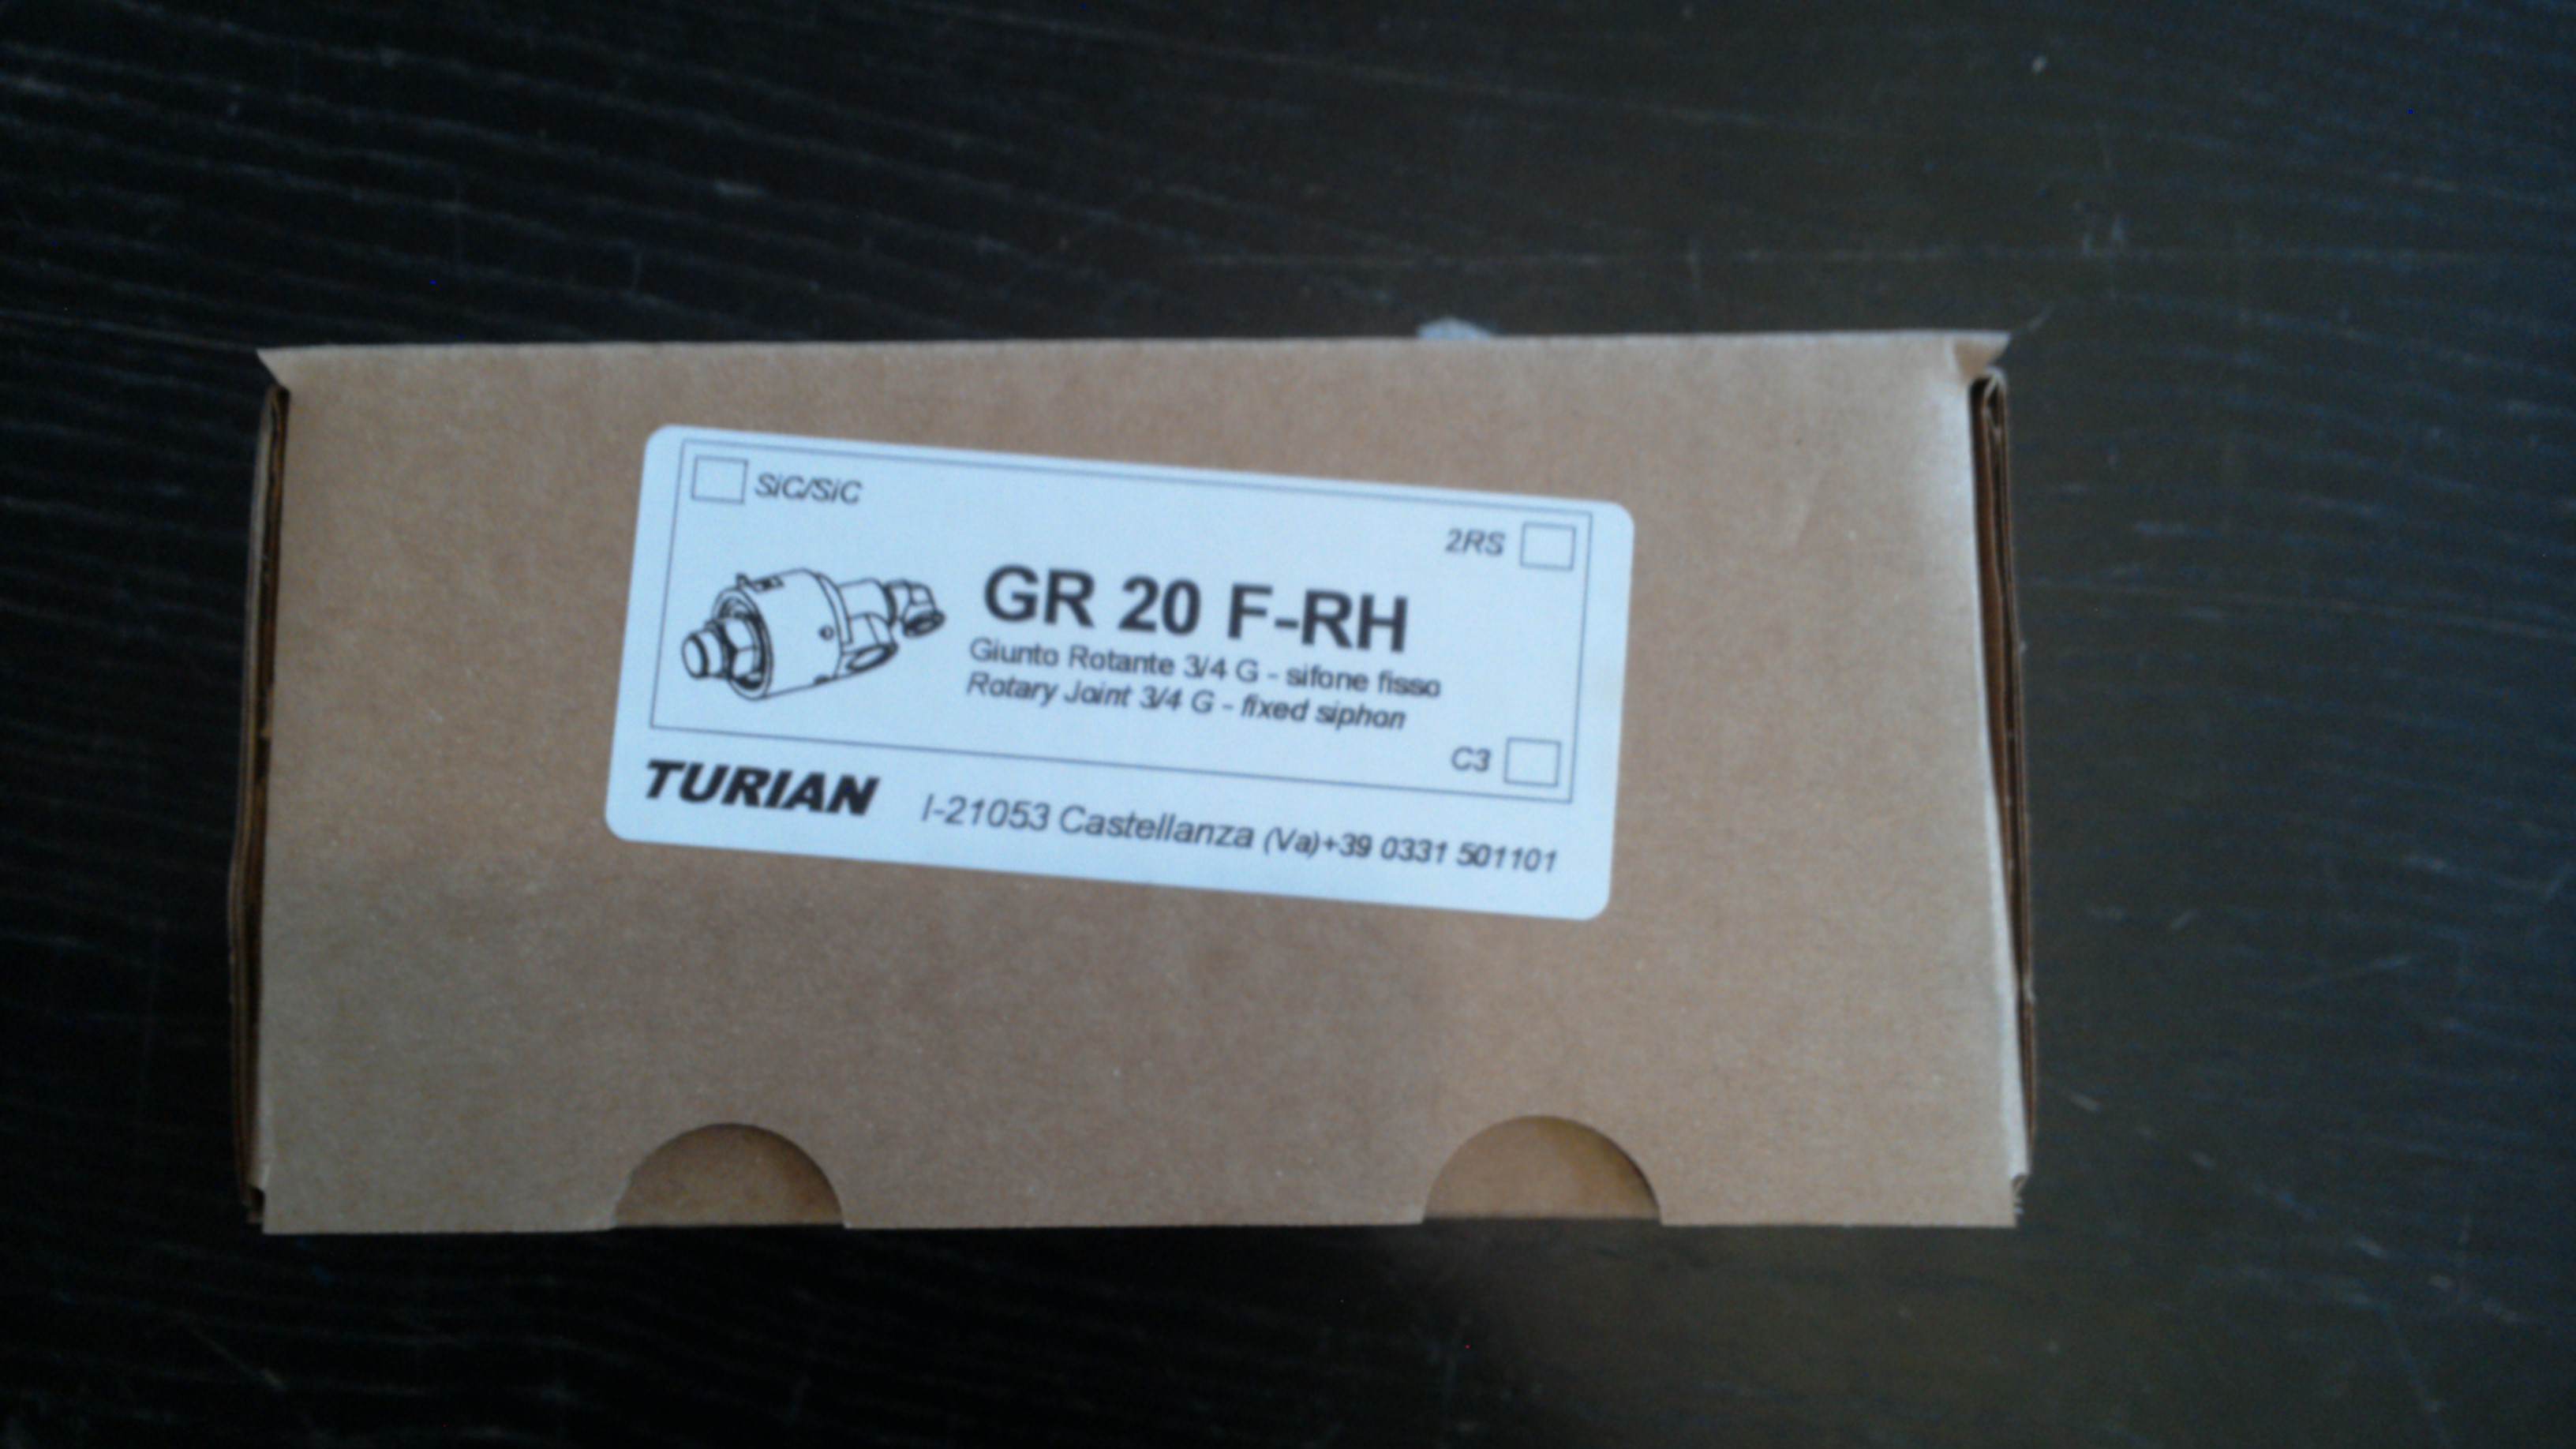 SiC/SiC
2RS
GR 20 F-RH
Giunto Rotante 3/4 G - sifone fisso
Rotary Joint 3/4 G - fixed siphon
C3
TURIAN I-21053 Castellanza (Va)+39 0331 501101